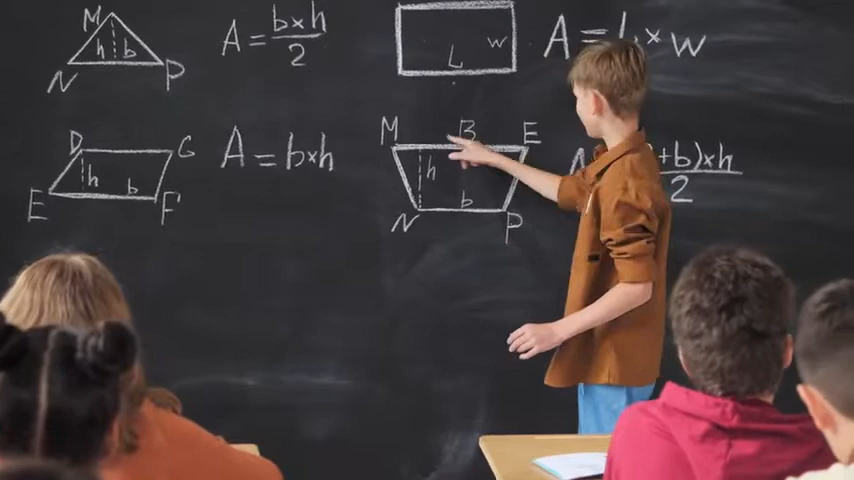 M
h b
N P
A = b×h
2
L w
A = L×w
D G
h b
E F
A = b×h
M B E
h
b
N P
A +b)×h
2